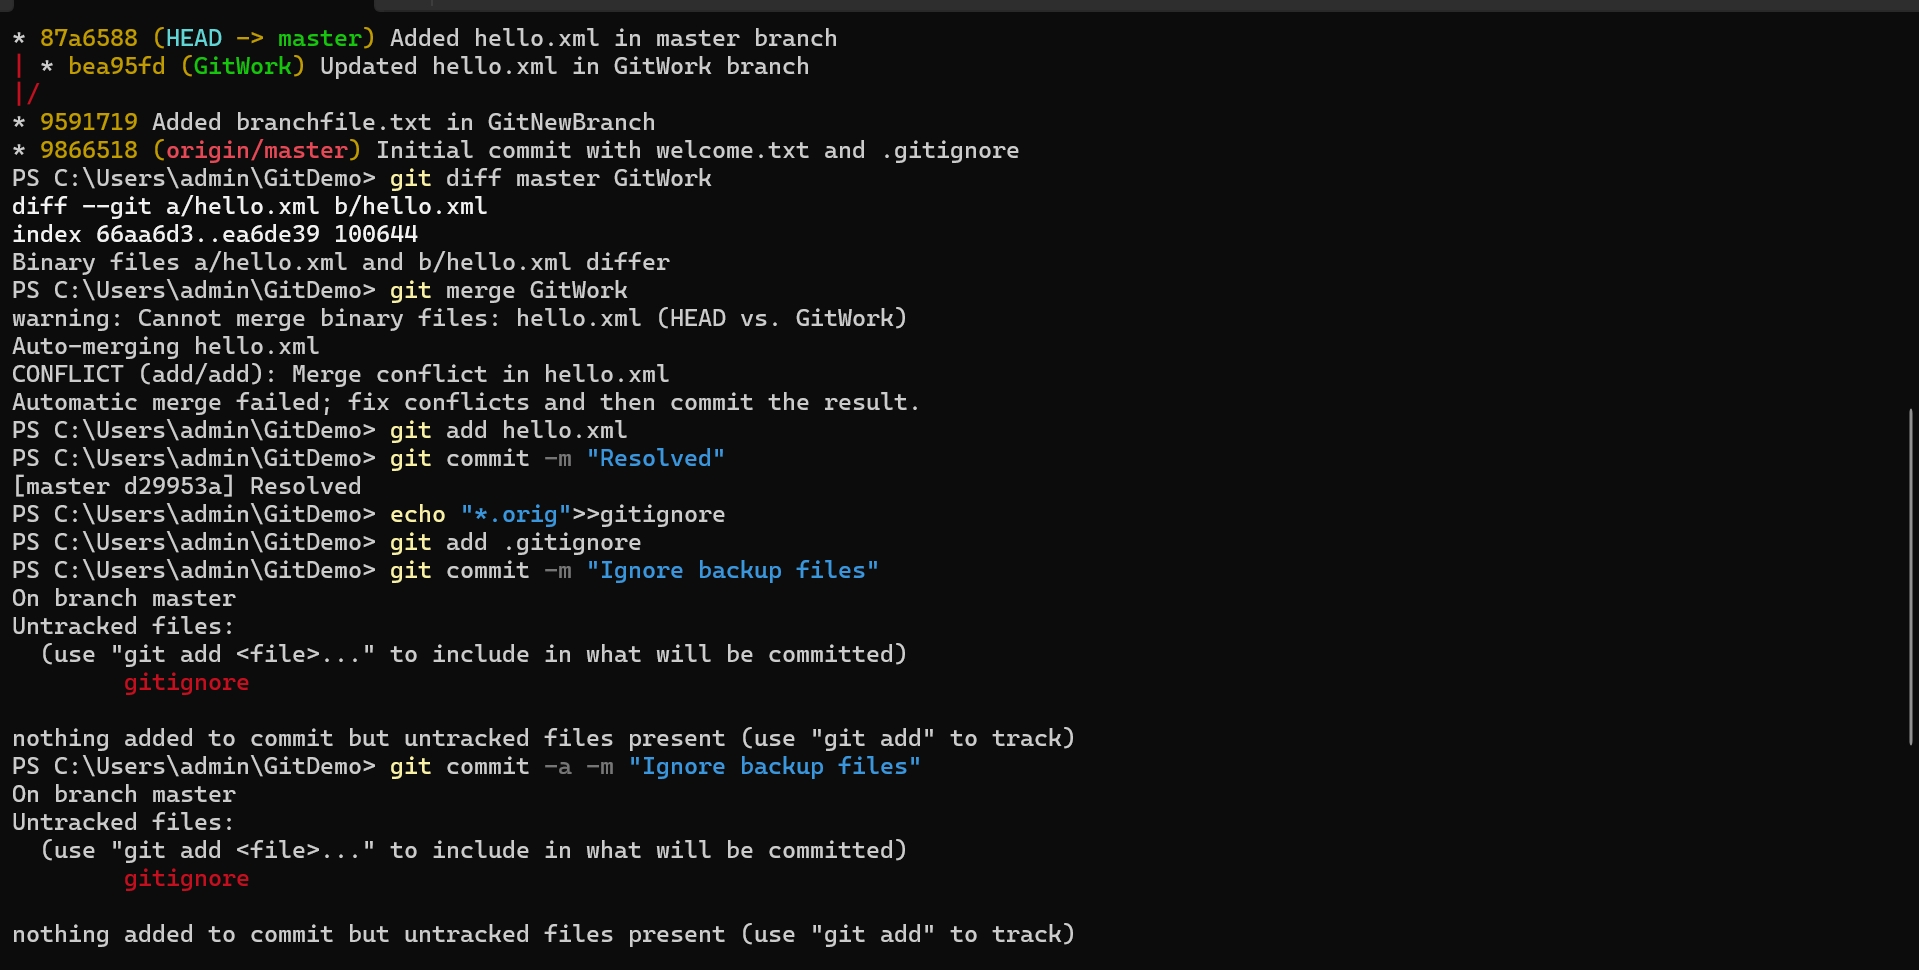 * 87a6588 (HEAD -> master) Added hello.xml in master branch
| * bea95fd (GitWork) Updated hello.xml in GitWork branch
|/
* 9591719 Added branchfile.txt in GitNewBranch
* 9866518 (origin/master) Initial commit with welcome.txt and .gitignore
PS C:\Users\admin\GitDemo> git diff master GitWork
diff --git a/hello.xml b/hello.xml
index 66aa6d3..ea6de39 100644
Binary files a/hello.xml and b/hello.xml differ
PS C:\Users\admin\GitDemo> git merge GitWork
warning: Cannot merge binary files: hello.xml (HEAD vs. GitWork)
Auto-merging hello.xml
CONFLICT (add/add): Merge conflict in hello.xml
Automatic merge failed; fix conflicts and then commit the result.
PS C:\Users\admin\GitDemo> git add hello.xml
PS C:\Users\admin\GitDemo> git commit -m "Resolved"
[master d29953a] Resolved
PS C:\Users\admin\GitDemo> echo "*.orig">>gitignore
PS C:\Users\admin\GitDemo> git add .gitignore
PS C:\Users\admin\GitDemo> git commit -m "Ignore backup files"
On branch master
Untracked files:
  (use "git add <file>..." to include in what will be committed)
        gitignore

nothing added to commit but untracked files present (use "git add" to track)
PS C:\Users\admin\GitDemo> git commit -a -m "Ignore backup files"
On branch master
Untracked files:
  (use "git add <file>..." to include in what will be committed)
        gitignore

nothing added to commit but untracked files present (use "git add" to track)